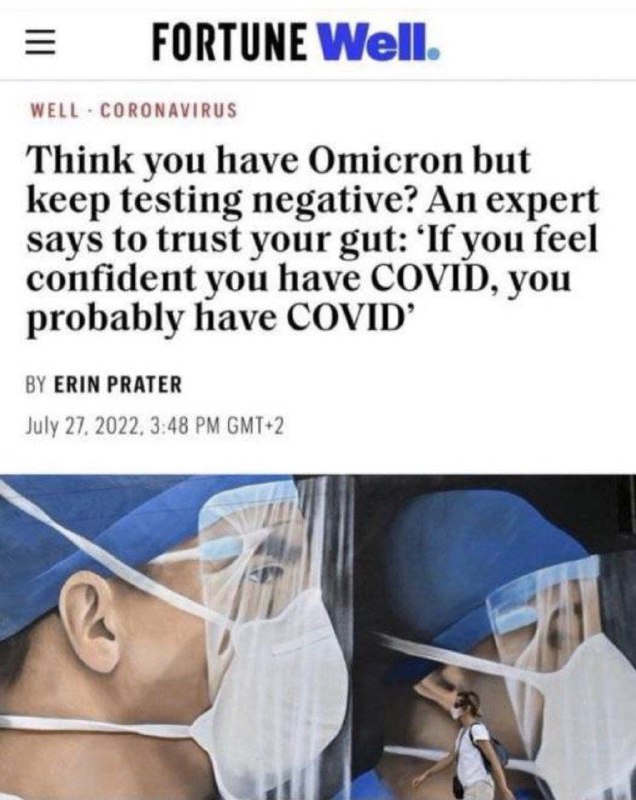 FORTUNE Well.
WELL · CORONAVIRUS
Think you have Omicron but
keep testing negative? An expert
says to trust your gut: ‘If you feel
confident you have COVID, you
probably have COVID’
BY ERIN PRATER
July 27, 2022, 3:48 PM GMT+2